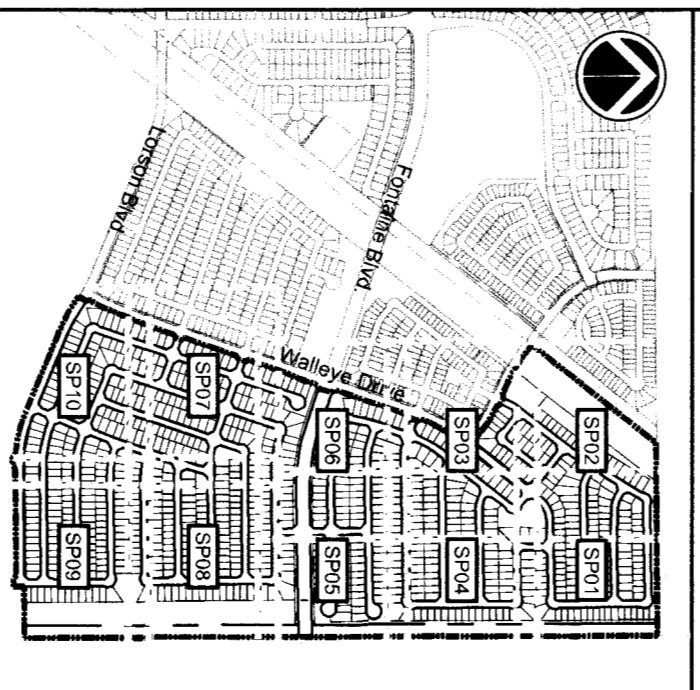 Lorson Blvd.
Fontaine Blvd.
Walleye Drive
SP10
SP07
SP06
SP03
SP02
SP09
SP08
SP05
SP04
SP01